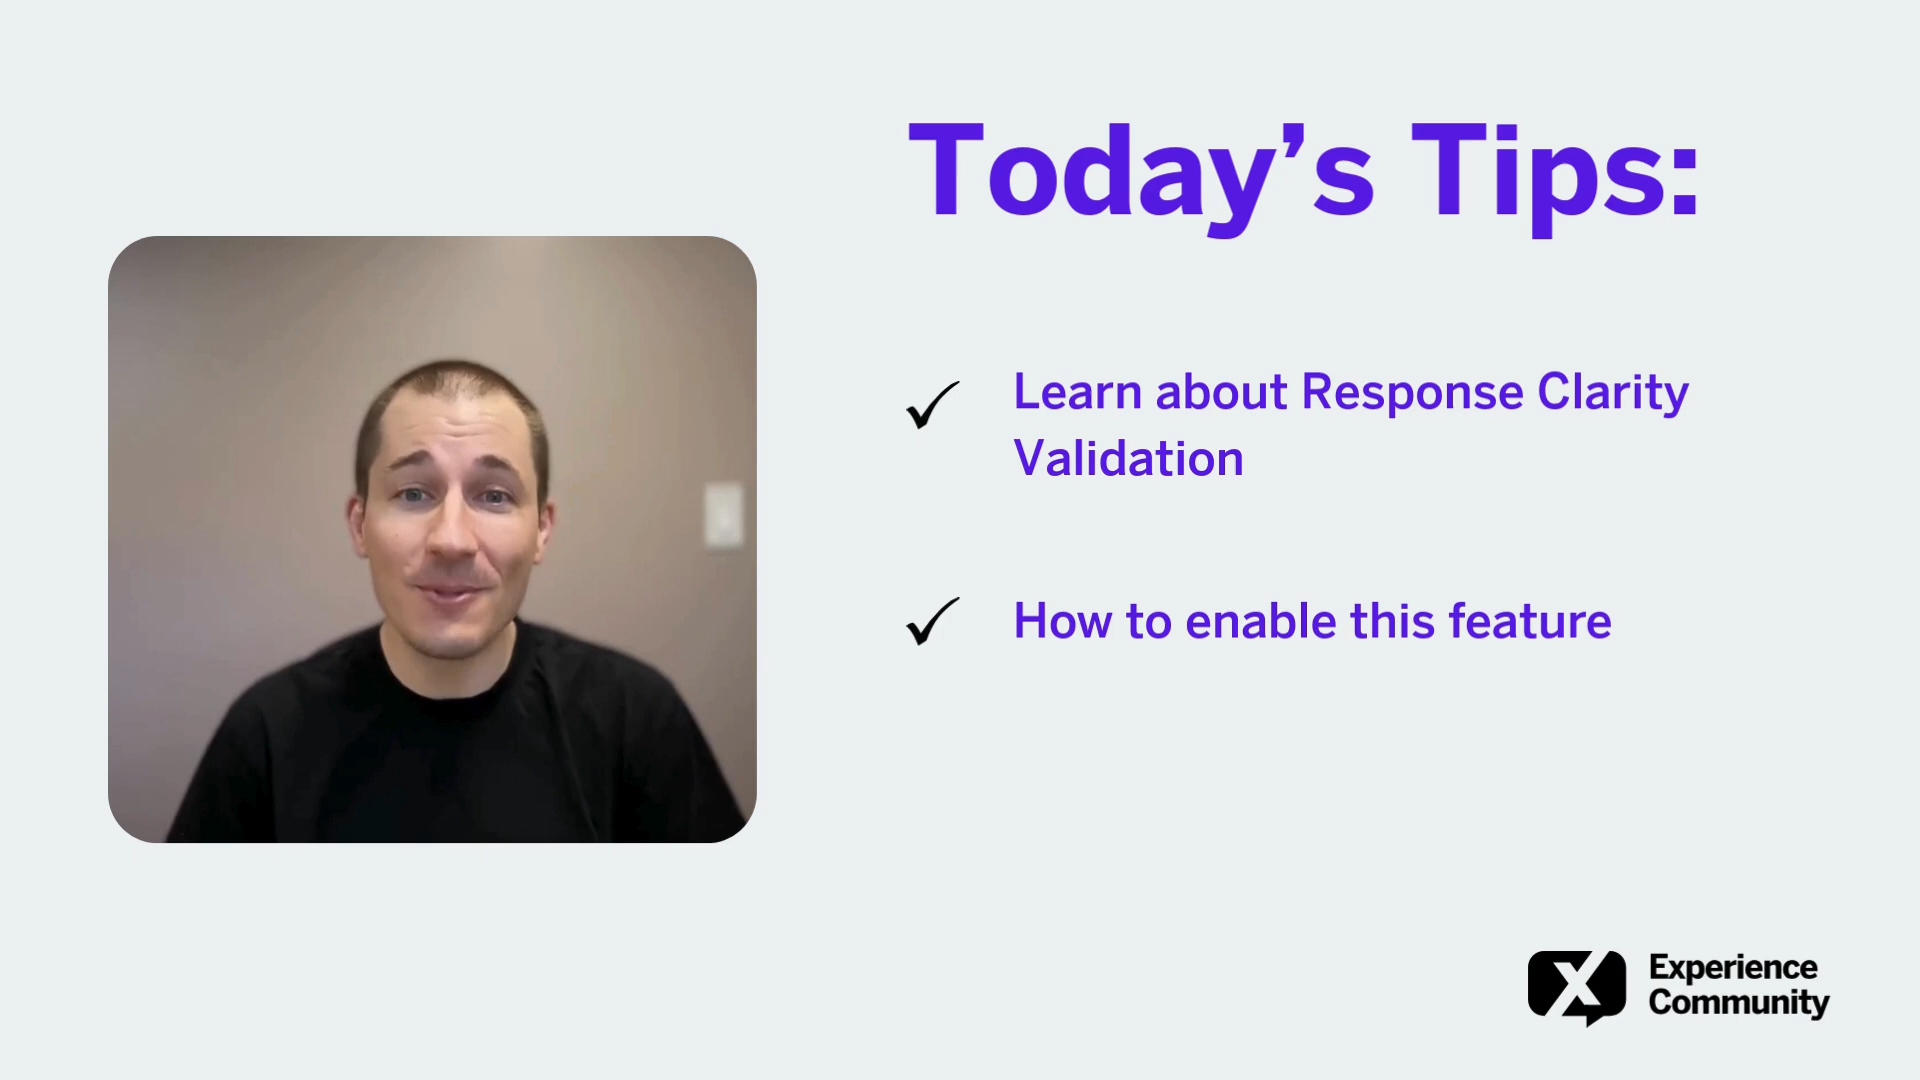 Today’s Tips:
Learn about Response Clarity
Validation
How to enable this feature
Experience
Community